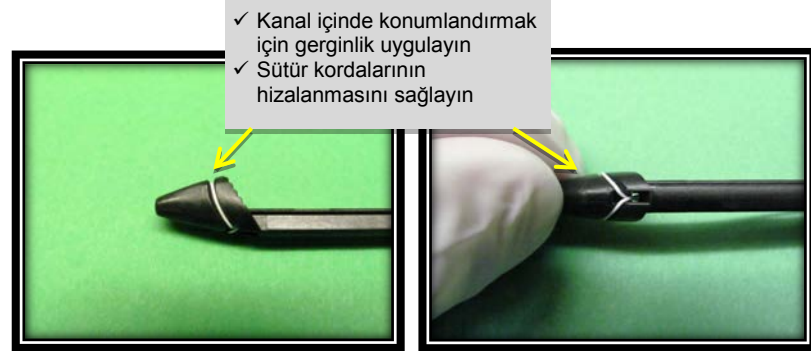 ✓ Kanal içinde konumlandırmak
için gerginlik uygulayın
✓ Sütür kordalarının
hizalanmasını sağlayın